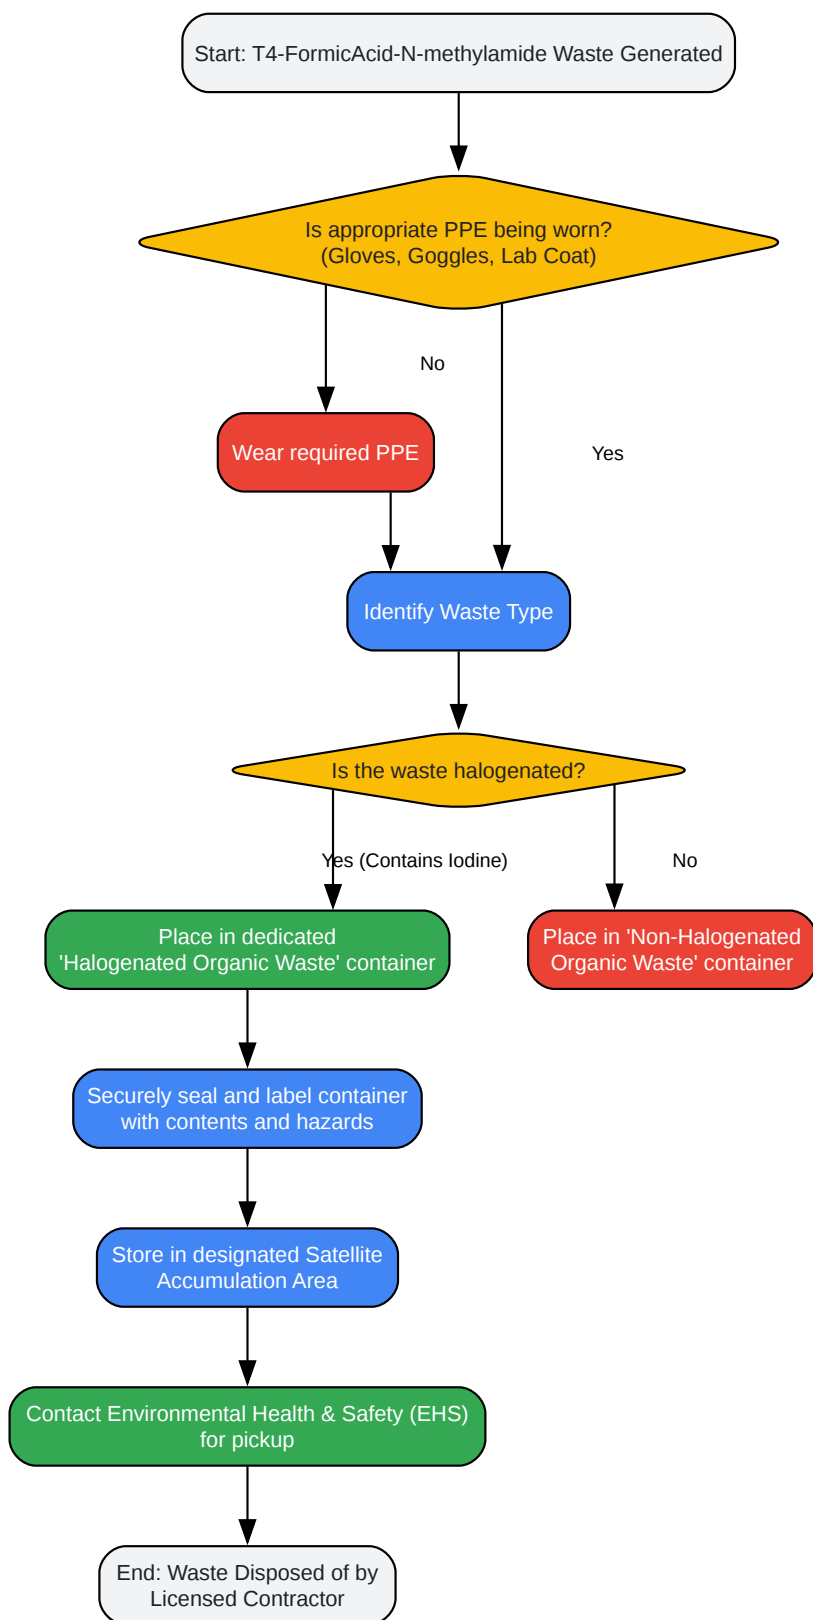 Start: T4-FormicAcid-N-methylamide Waste Generated
Is appropriate PPE being worn?
(Gloves, Goggles, Lab Coat)
No
Wear required PPE
Yes
Identify Waste Type
Is the waste halogenated?
Yes (Contains Iodine)
No
Place in dedicated
'Halogenated Organic Waste' container
Place in 'Non-Halogenated
Organic Waste' container
Securely seal and label container
with contents and hazards
Store in designated Satellite
Accumulation Area
Contact Environmental Health & Safety (EHS)
for pickup
End: Waste Disposed of by
Licensed Contractor